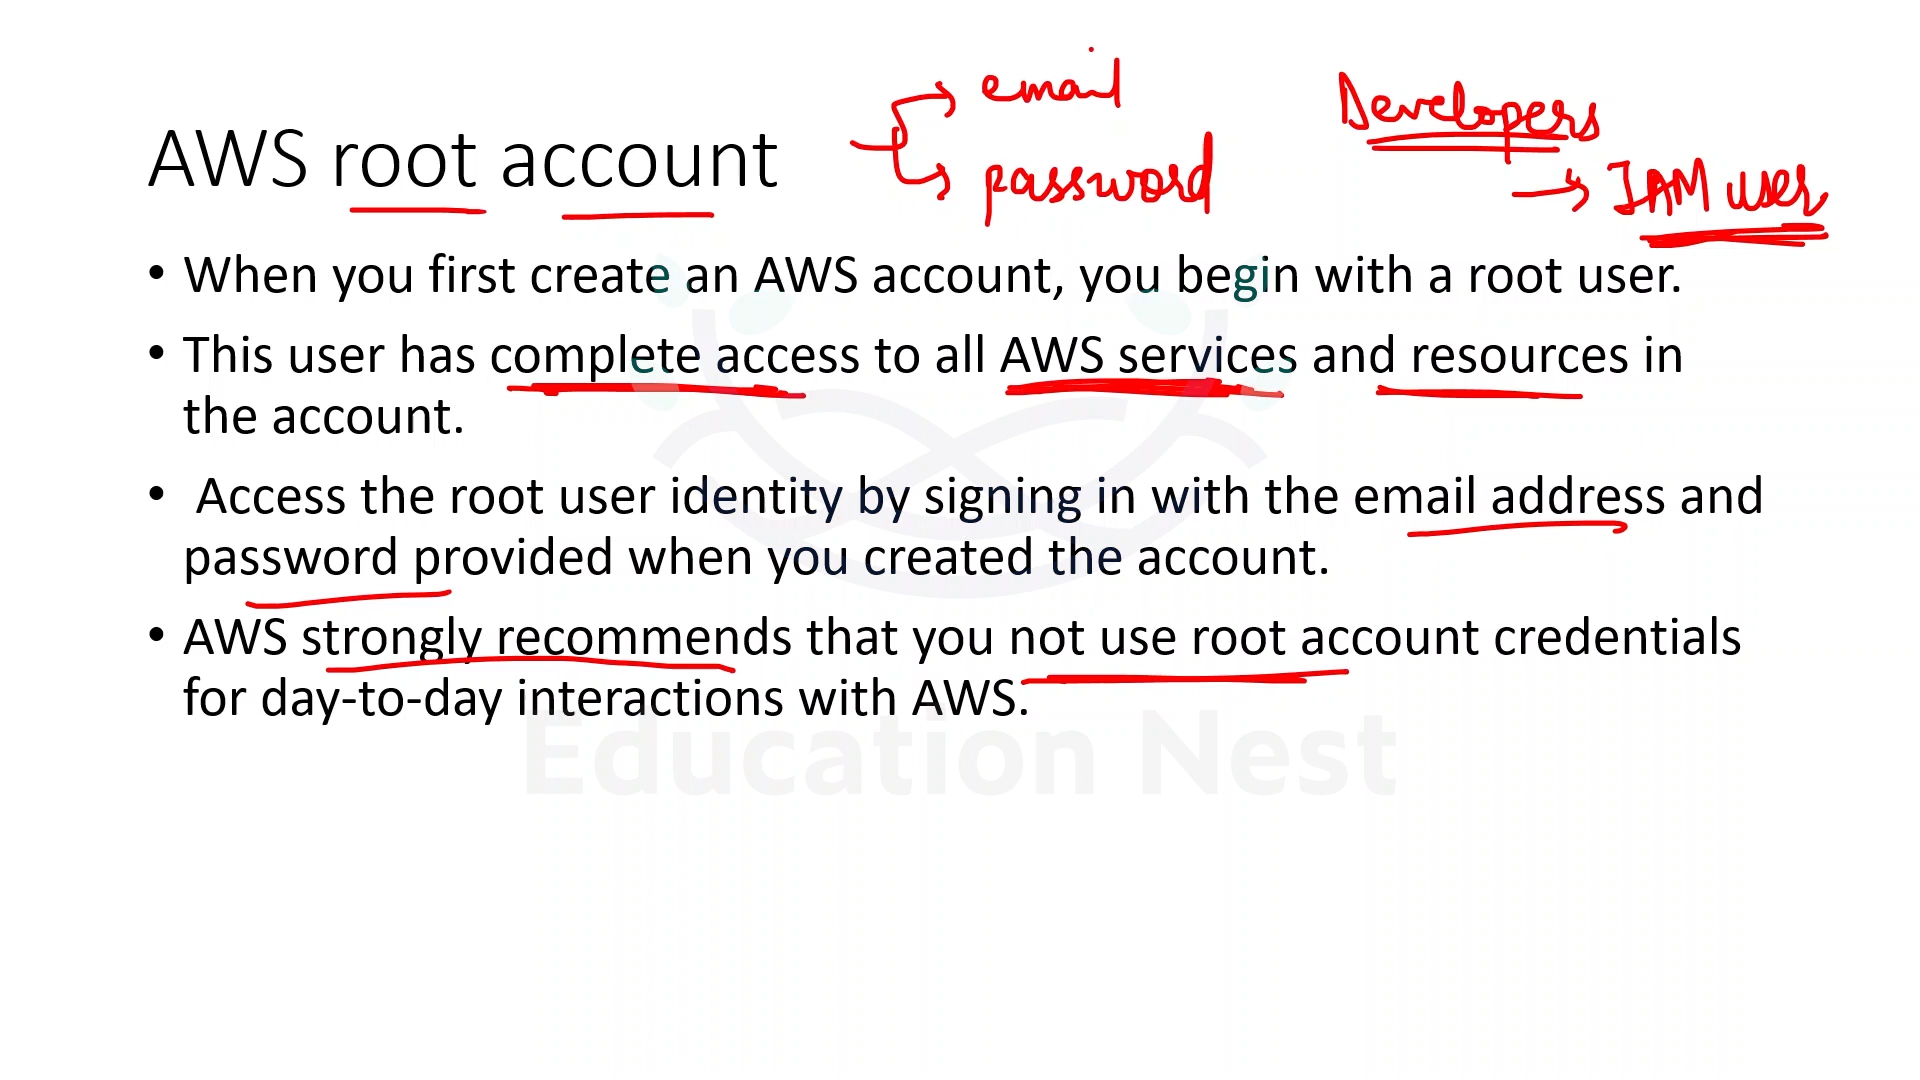 email
Developers
AWS root account
password
→ IAM user
• When you first create an AWS account, you begin with a root user.
• This user has complete access to all AWS services and resources in
the account.
• Access the root user identity by signing in with the email address and
password provided when you created the account.
• AWS strongly recommends that you not use root account credentials
for day-to-day interactions with AWS.
Education Nest